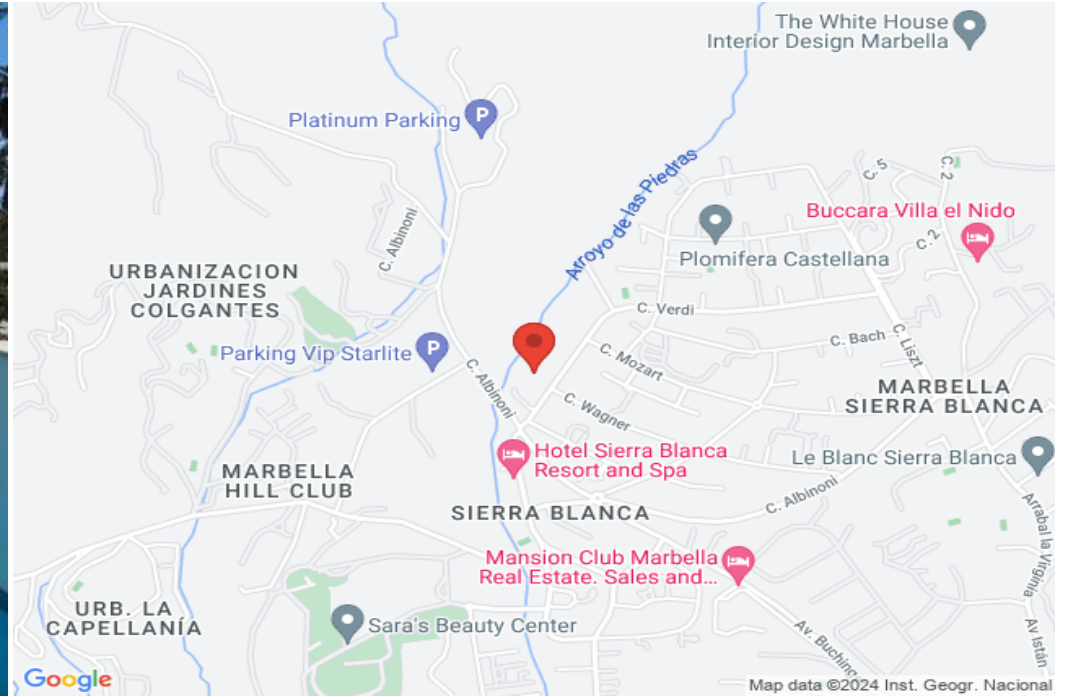 The White House
Interior Design Marbella
Platinum Parking
P
Arroyo de las Piedras
C. 5
C. 2
Buccara Villa el Nido
C. Albinoni
Plomifera Castellana
C. 2
URBANIZACION
JARDINES
COLGANTES
C. Verdi
Parking Vip Starlite
P
C. Mozart
C. Bach
C. Liszt
C. Albinoni
MARBELLA
SIERRA BLANCA
C. Wagner
Hotel Sierra Blanca
Resort and Spa
Le Blanc Sierra Blanca
MARBELLA
HILL CLUB
C. Albinoni
SIERRA BLANCA
Arrabal la Virginia
Mansion Club Marbella
Real Estate. Sales and...
URB. LA
CAPELLANÍA
Sara's Beauty Center
Av. Buching
Av Istán
Google
Map data ©2024 Inst. Geogr. Nacional